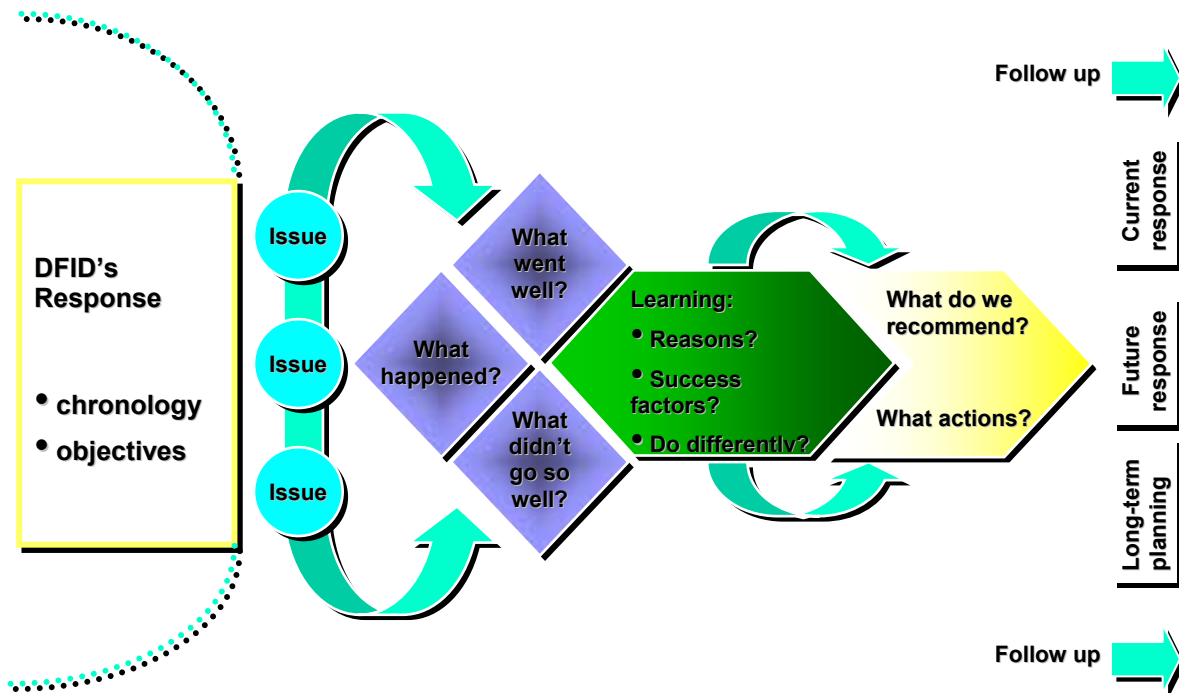 DFID's
Response
• chronology
• objectives
Issue
Issue
Issue
What
went
well?
What
happened?
What
didn't
go so
well?
Learning:
• Reasons?
• Success
factors?
• Do differently?
What do we
recommend?
What actions?
Follow up
Current
response
Future
response
Long-term
planning
Follow up